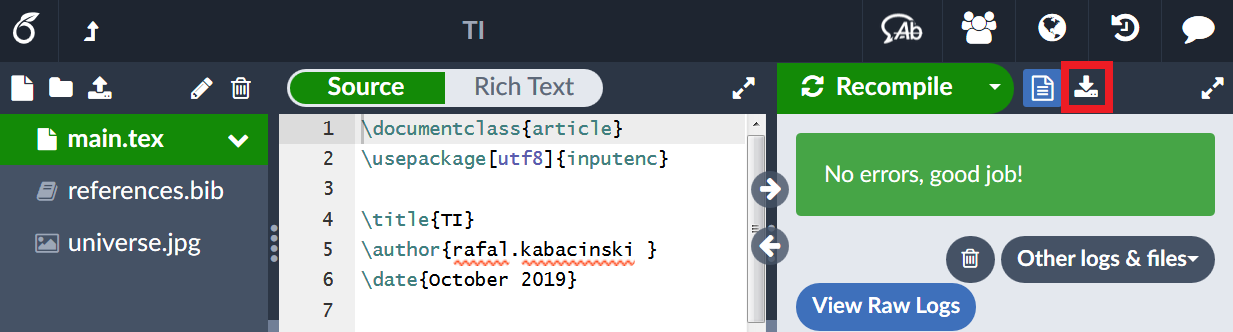 TI
Ab
Source
Rich Text
Recompile
main.tex
references.bib
universe.jpg
1 \documentclass{article}
2 \usepackage[utf8]{inputenc}
3
4 \title{TI}
5 \author{rafal.kabacinski }
6 \date{October 2019}
7
No errors, good job!
Other logs & files
View Raw Logs